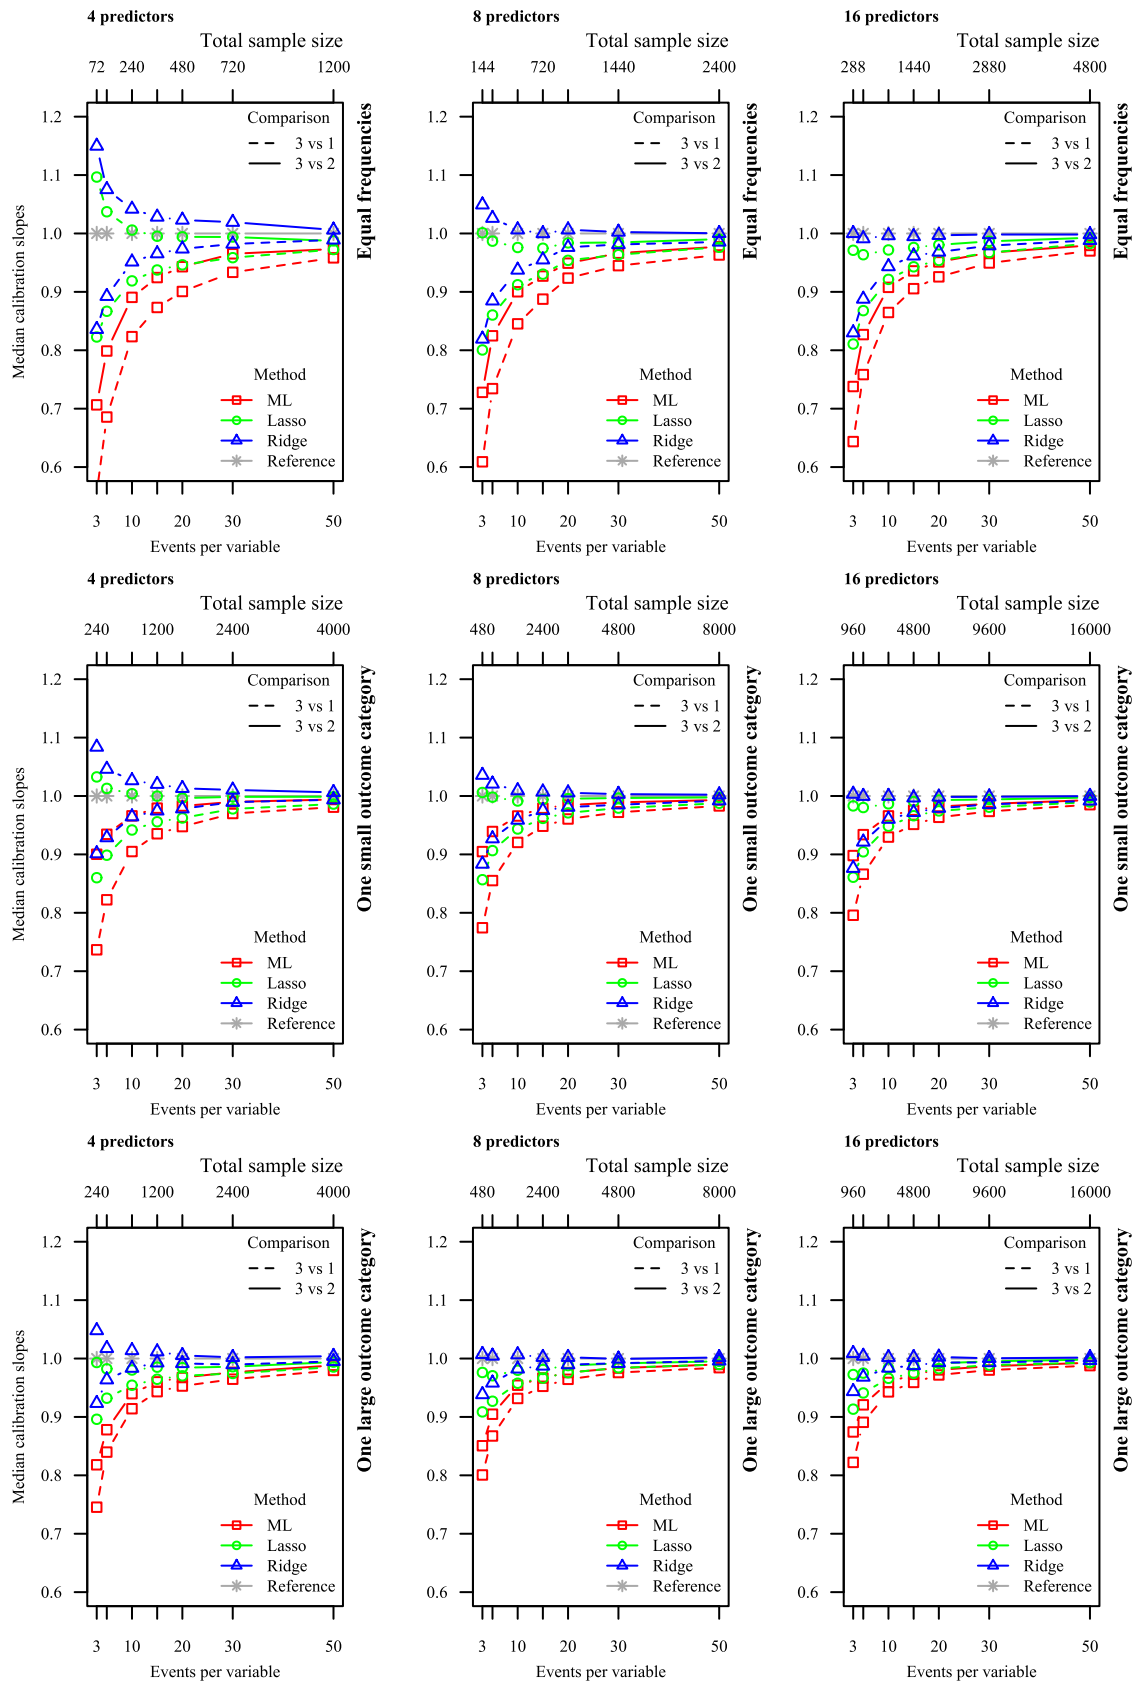 4 predictors
Total sample size
72 240 480 720 1200
1.2
1.1
1.0
0.9
0.8
0.7
0.6
Median calibration slopes
Comparison
3 vs 1
3 vs 2
Method
ML
Lasso
Ridge
Reference
3 10 20 30 50
Events per variable
Equal frequencies
8 predictors
Total sample size
144 720 1440 2400
1.2
1.1
1.0
0.9
0.8
0.7
0.6
Comparison
3 vs 1
3 vs 2
Method
ML
Lasso
Ridge
Reference
3 10 20 30 50
Events per variable
Equal frequencies
16 predictors
Total sample size
288 1440 2880 4800
1.2
1.1
1.0
0.9
0.8
0.7
0.6
Comparison
3 vs 1
3 vs 2
Method
ML
Lasso
Ridge
Reference
3 10 20 30 50
Events per variable
Equal frequencies
4 predictors
Total sample size
240 1200 2400 4000
1.2
1.1
1.0
0.9
0.8
0.7
0.6
Median calibration slopes
Comparison
3 vs 1
3 vs 2
Method
ML
Lasso
Ridge
Reference
3 10 20 30 50
Events per variable
One small outcome category
8 predictors
Total sample size
480 2400 4800 8000
1.2
1.1
1.0
0.9
0.8
0.7
0.6
Comparison
3 vs 1
3 vs 2
Method
ML
Lasso
Ridge
Reference
3 10 20 30 50
Events per variable
One small outcome category
16 predictors
Total sample size
960 4800 9600 16000
1.2
1.1
1.0
0.9
0.8
0.7
0.6
Comparison
3 vs 1
3 vs 2
Method
ML
Lasso
Ridge
Reference
3 10 20 30 50
Events per variable
One small outcome category
4 predictors
Total sample size
240 1200 2400 4000
1.2
1.1
1.0
0.9
0.8
0.7
0.6
Median calibration slopes
Comparison
3 vs 1
3 vs 2
Method
ML
Lasso
Ridge
Reference
3 10 20 30 50
Events per variable
One large outcome category
8 predictors
Total sample size
480 2400 4800 8000
1.2
1.1
1.0
0.9
0.8
0.7
0.6
Comparison
3 vs 1
3 vs 2
Method
ML
Lasso
Ridge
Reference
3 10 20 30 50
Events per variable
One large outcome category
16 predictors
Total sample size
960 4800 9600 16000
1.2
1.1
1.0
0.9
0.8
0.7
0.6
Comparison
3 vs 1
3 vs 2
Method
ML
Lasso
Ridge
Reference
3 10 20 30 50
Events per variable
One large outcome category